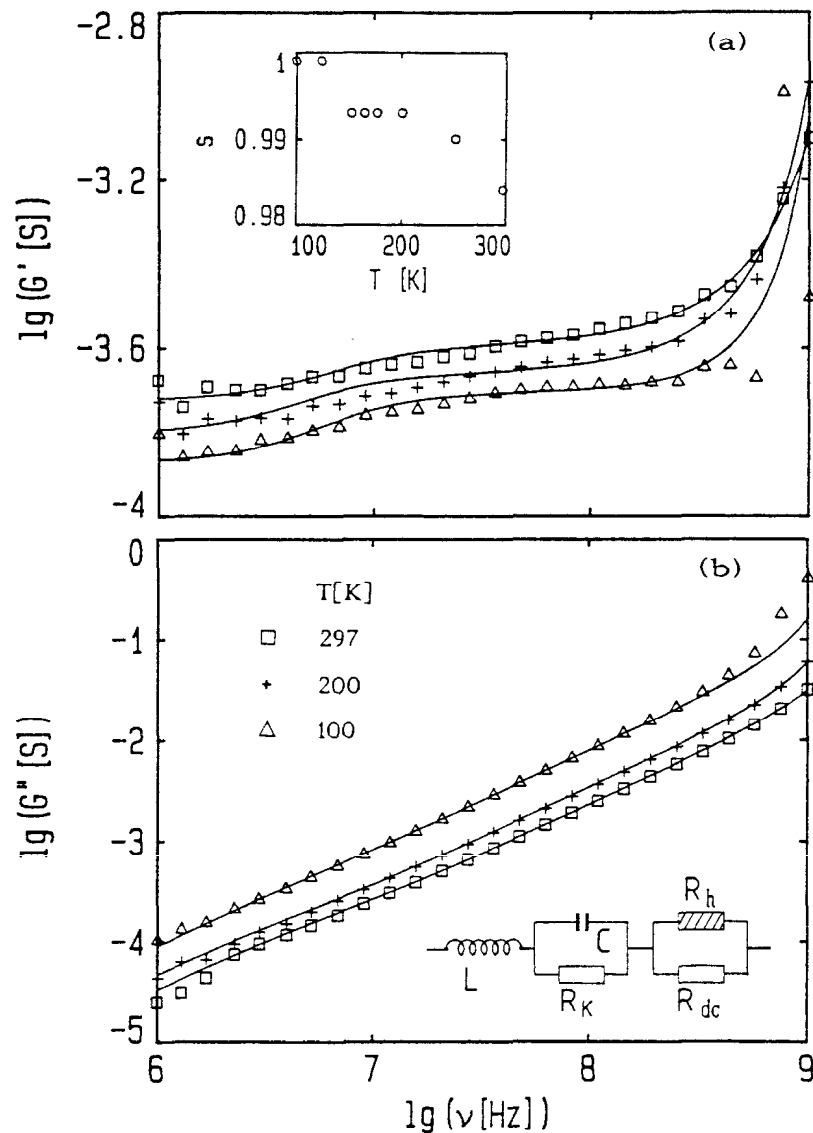 -2.8
(a)
1
0.99
0.98
s
100 200 300
T [K]
-3.2
lg (G' [S])
-3.6
-4
0
(b)
T[K]
297
200
100
-1
-2
lg (G" [S])
-3
-4
-5
L
C
R_K
R_h
R_dc
6 7 8 9
lg (ν [Hz])